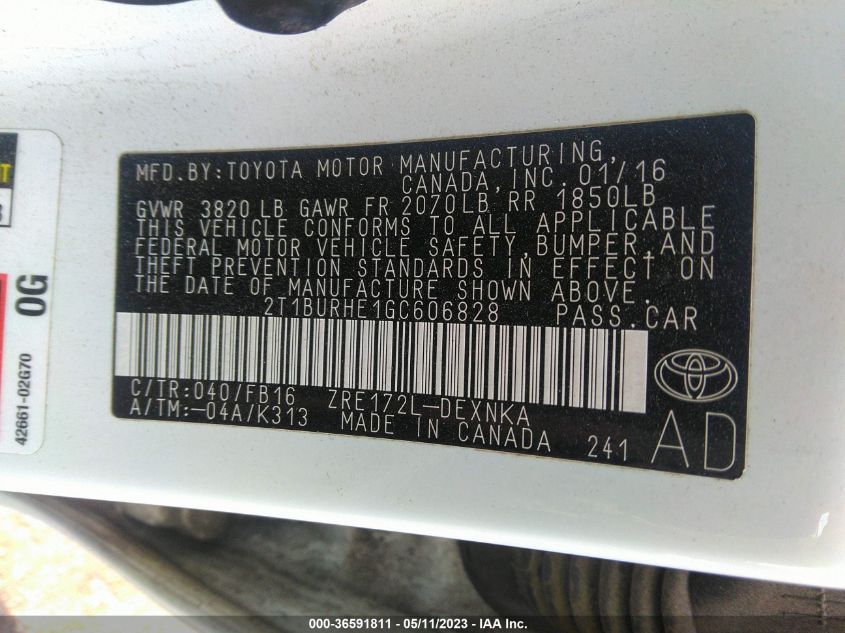 MFD.BY:TOYOTA MOTOR MANUFACTURING,
CANADA,INC.01/16
GVWR 3820 LB GAWR FR 2070LB RR 1850LB
THIS VEHICLE CONFORMS TO ALL APPLICABLE
FEDERAL MOTOR VEHICLE SAFETY,BUMPER,AND
THEFT PREVENTION STANDARDS IN EFFECT ON
THE DATE OF MANUFACTURE SHOWN ABOVE.
2T1BURHE1GC606828 PASS.CAR
C/TR:040/FB16 ZRE172L-DEXNKA
A/TM:-04A/K313 MADE IN CANADA 241
AD
0G
42661-02G70
000-36591811 - 05/11/2023 - IAA Inc.